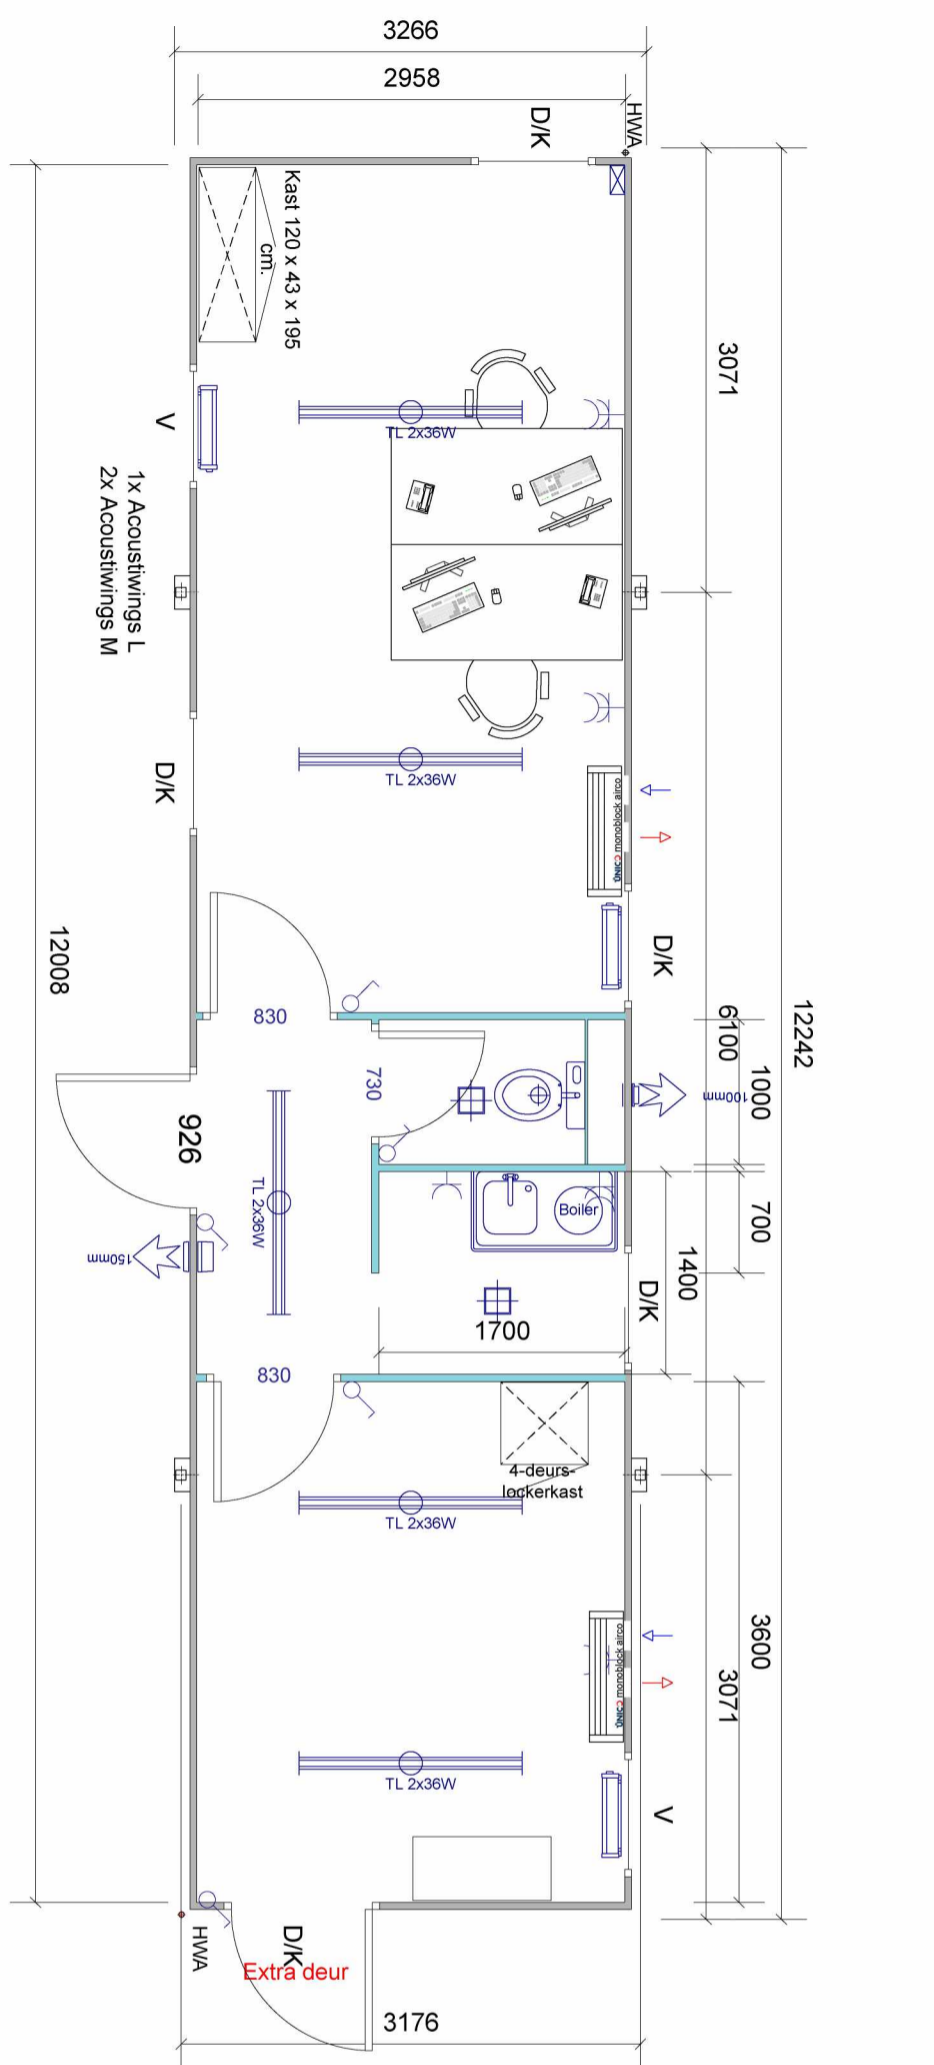 3266
2958
D/K
HWA
Kast 120 x 43 x 195
cm.
3071
TL 2x36W
V
1x Acoustiwings L
2x Acoustiwings M
TL 2x36W
D/K
UNICO monoblock airco
D/K
12008
12242
6100
1000
830
730
100mm
926
TL 2x36W
150mm
Boiler
700
1400
D/K
1700
830
4-deurs-
lockerkast
TL 2x36W
3600
3071
UNICO monoblock airco
TL 2x36W
V
HWA
D/K
Extra deur
3176